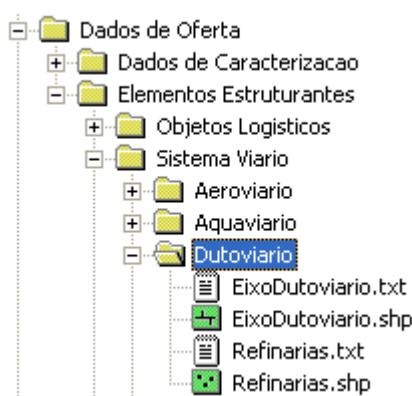 Dados de Oferta
Dados de Caracterizacao
Elementos Estruturantes
Objetos Logisticos
Sistema Viario
Aeroviario
Aquaviario
Dutoviario
EixoDutoviario.txt
EixoDutoviario.shp
Refinarias.txt
Refinarias.shp